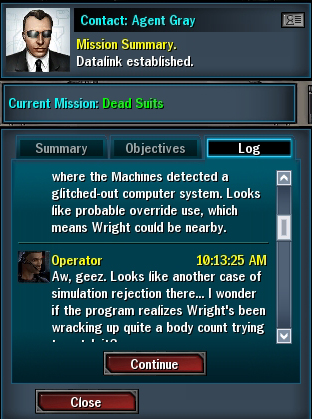 Contact: Agent Gray
Mission Summary.
Datalink established.
Current Mission: Dead Suits
Summary
Objectives
Log
where the Machines detected a
glitched-out computer system. Looks
like probable override use, which
means Wright could be nearby.
Operator 10:13:25 AM
Aw, geez. Looks like another case of
simulation rejection there... I wonder
if the program realizes Wright's been
wracking up quite a body count trying
Continue
Close